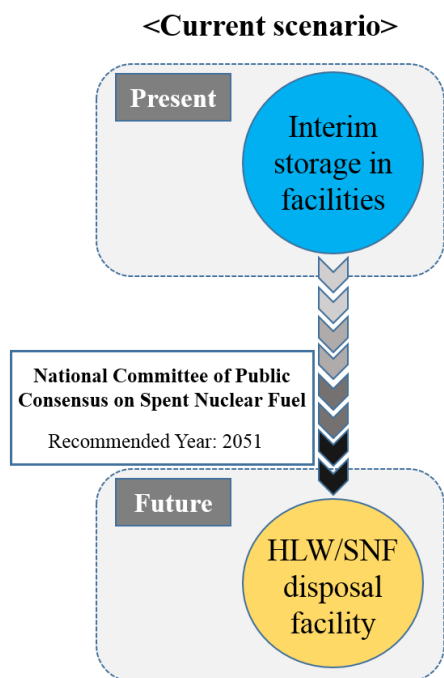 <Current scenario>
Present
Interim
storage in
facilities
National Committee of Public
Consensus on Spent Nuclear Fuel
Recommended Year: 2051
Future
HLW/SNF
disposal
facility